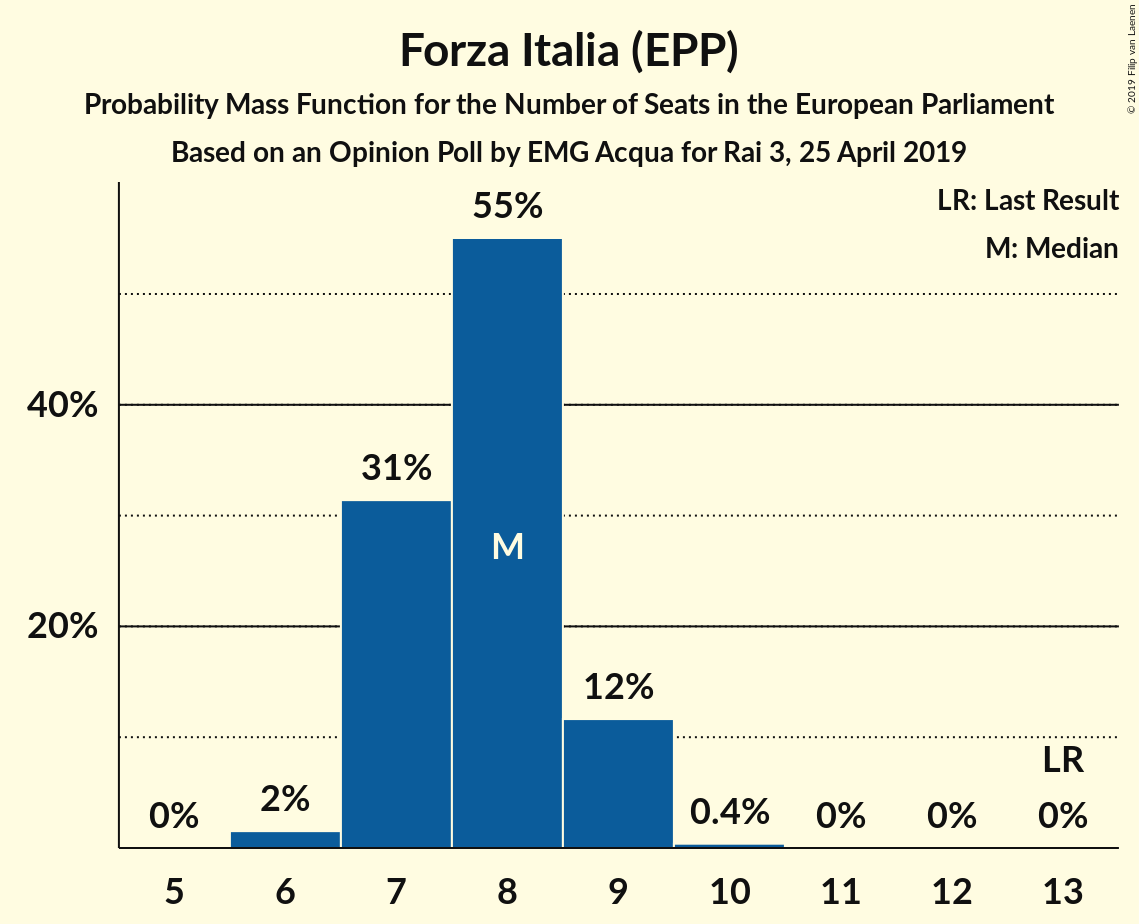 Forza Italia (EPP)
Probability Mass Function for the Number of Seats in the European Parliament
Based on an Opinion Poll by EMG Acqua for Rai 3, 25 April 2019
© 2019 Filip van Laenen
LR: Last Result
M: Median
55%
40%
31%
M
20%
12%
LR
0%
2%
0.4%
0%
0%
0%
5 6 7 8 9 10 11 12 13